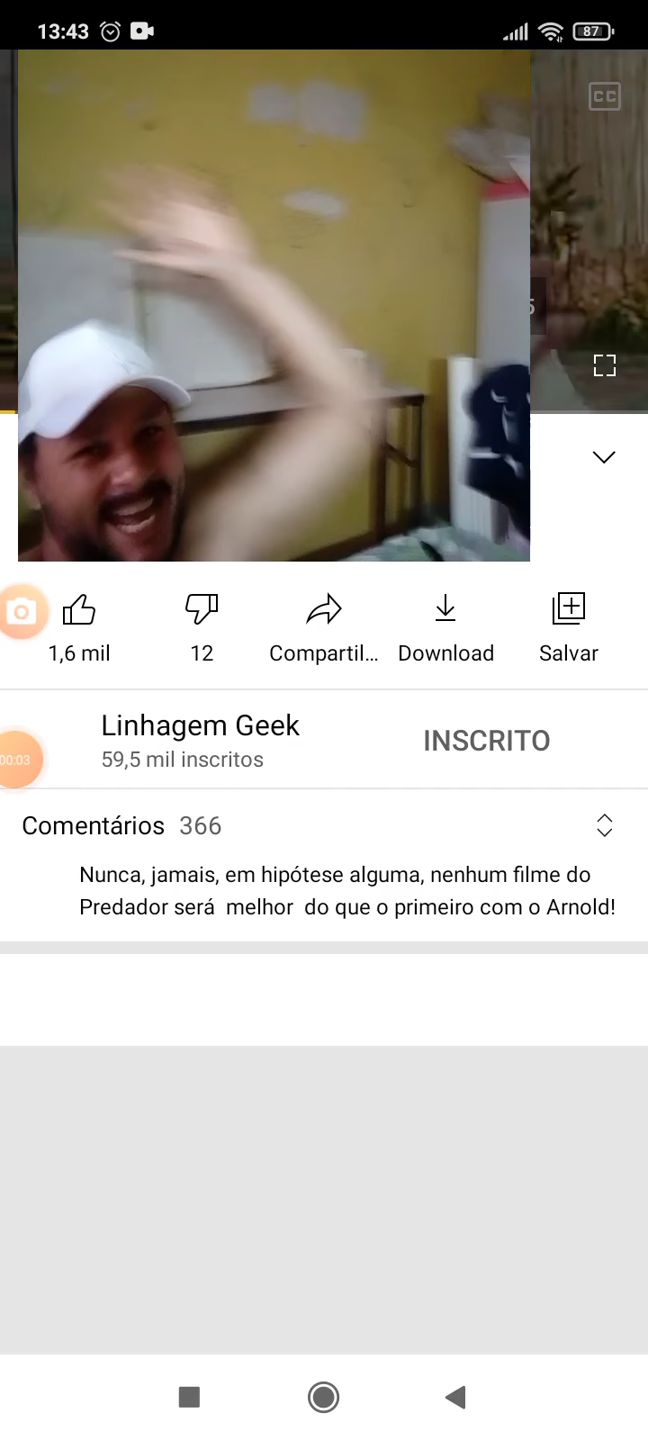 13:43
87
CC
5
1,6 mil
12
Compartil...
Download
Salvar
Linhagem Geek
INSCRITO
59,5 mil inscritos
00:03
Comentários 366
Nunca, jamais, em hipótese alguma, nenhum filme do
Predador será melhor do que o primeiro com o Arnold!